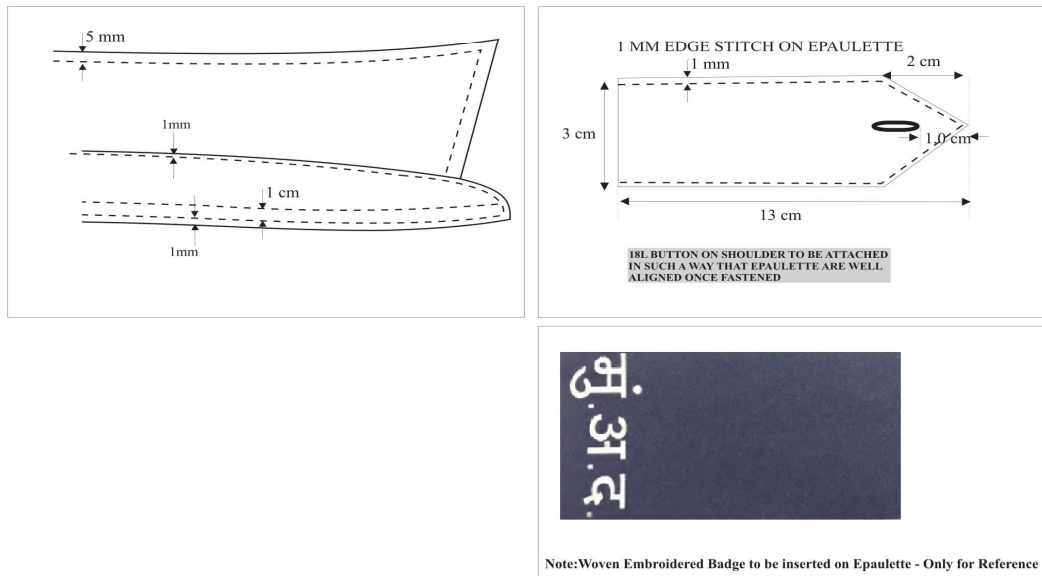 5 mm
1mm
1 cm
1mm
1 MM EDGE STITCH ON EPAULETTE
1 mm
2 cm
3 cm
1.0 cm
13 cm
18L BUTTON ON SHOULDER TO BE ATTACHED
IN SUCH A WAY THAT EPAULETTE ARE WELL
ALIGNED ONCE FASTENED
मुं.अ.द.
Note:Woven Embroidered Badge to be inserted on Epaulette - Only for Reference